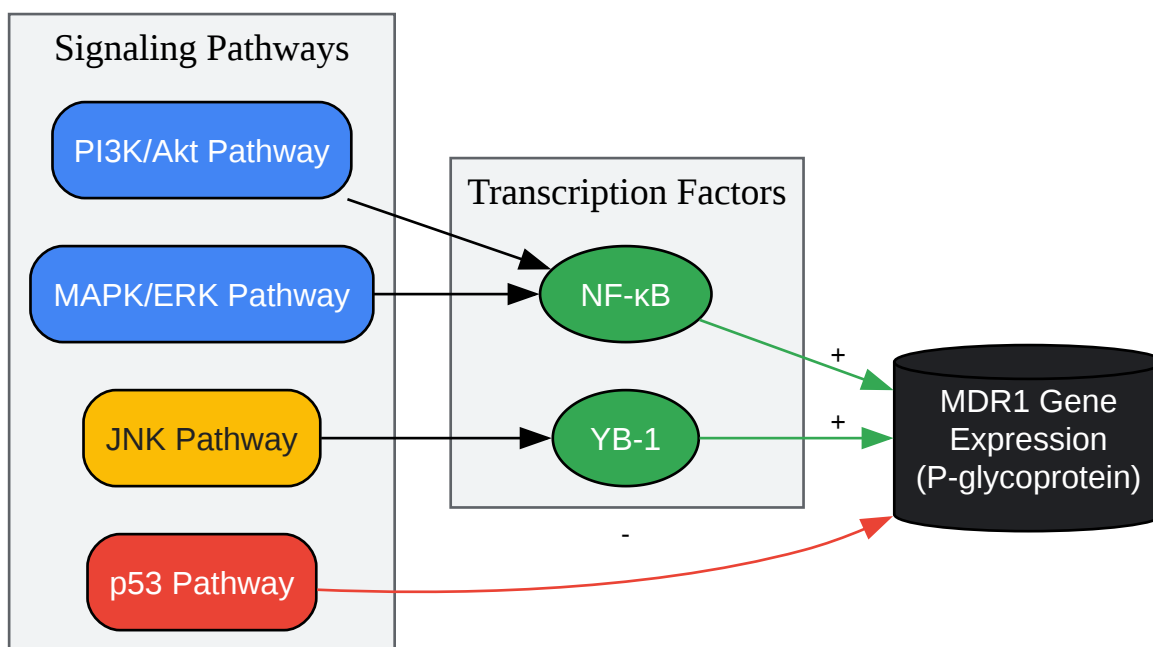 Signaling Pathways
PI3K/Akt Pathway
MAPK/ERK Pathway
JNK Pathway
p53 Pathway
Transcription Factors
NF-κB
YB-1
+
+
-
MDR1 Gene
Expression
(P-glycoprotein)